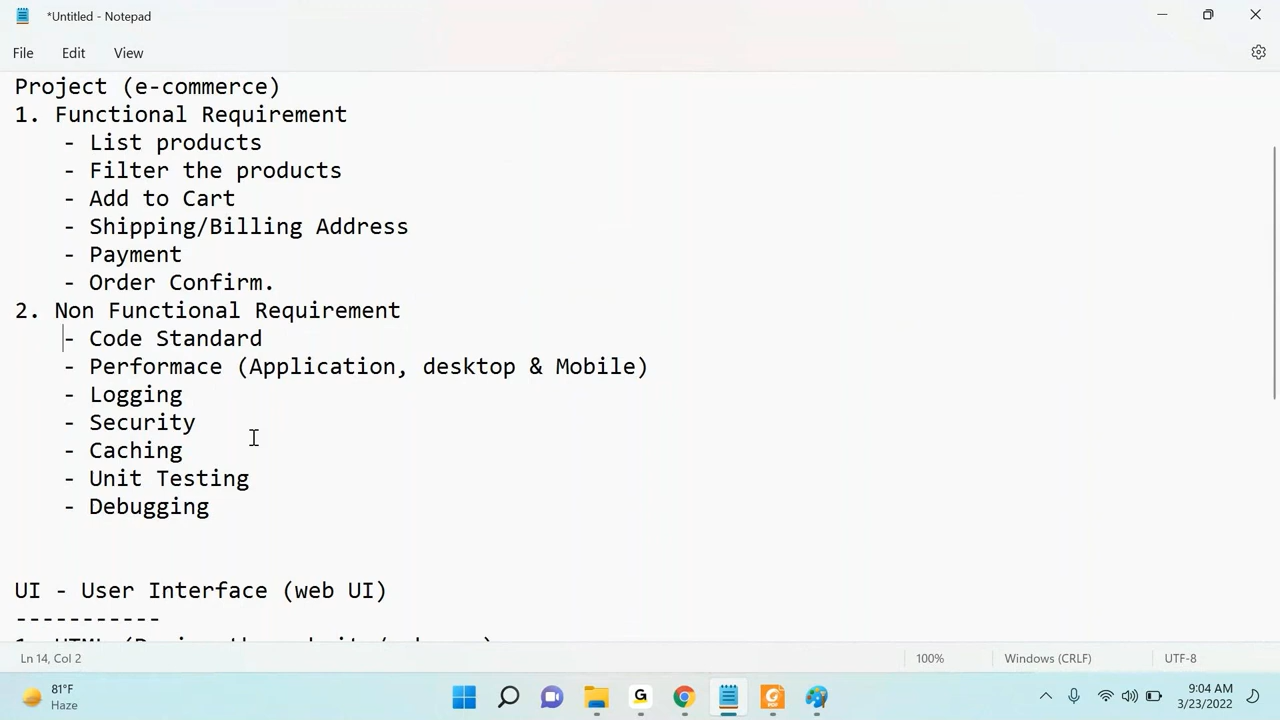 *Untitled - Notepad
File Edit View
Project (e-commerce)
1. Functional Requirement
- List products
- Filter the products
- Add to Cart
- Shipping/Billing Address
- Payment
- Order Confirm.
2. Non Functional Requirement
- Code Standard
- Performace (Application, desktop & Mobile)
- Logging
- Security
- Caching
- Unit Testing
- Debugging
UI - User Interface (web UI)
-----------
Ln 14, Col 2 100% Windows (CRLF) UTF-8
81°F
Haze
9:04 AM
3/23/2022